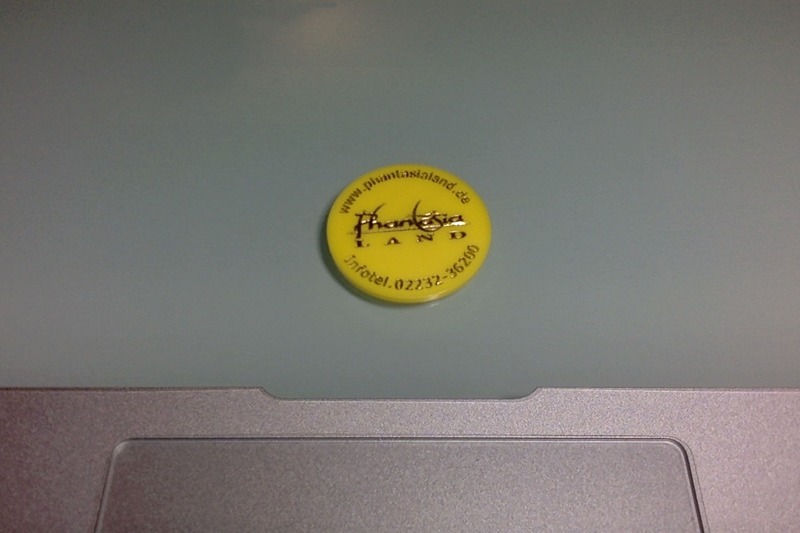 www.phantasialand.de
Phantasia
LAND
Infotel.02232-36200